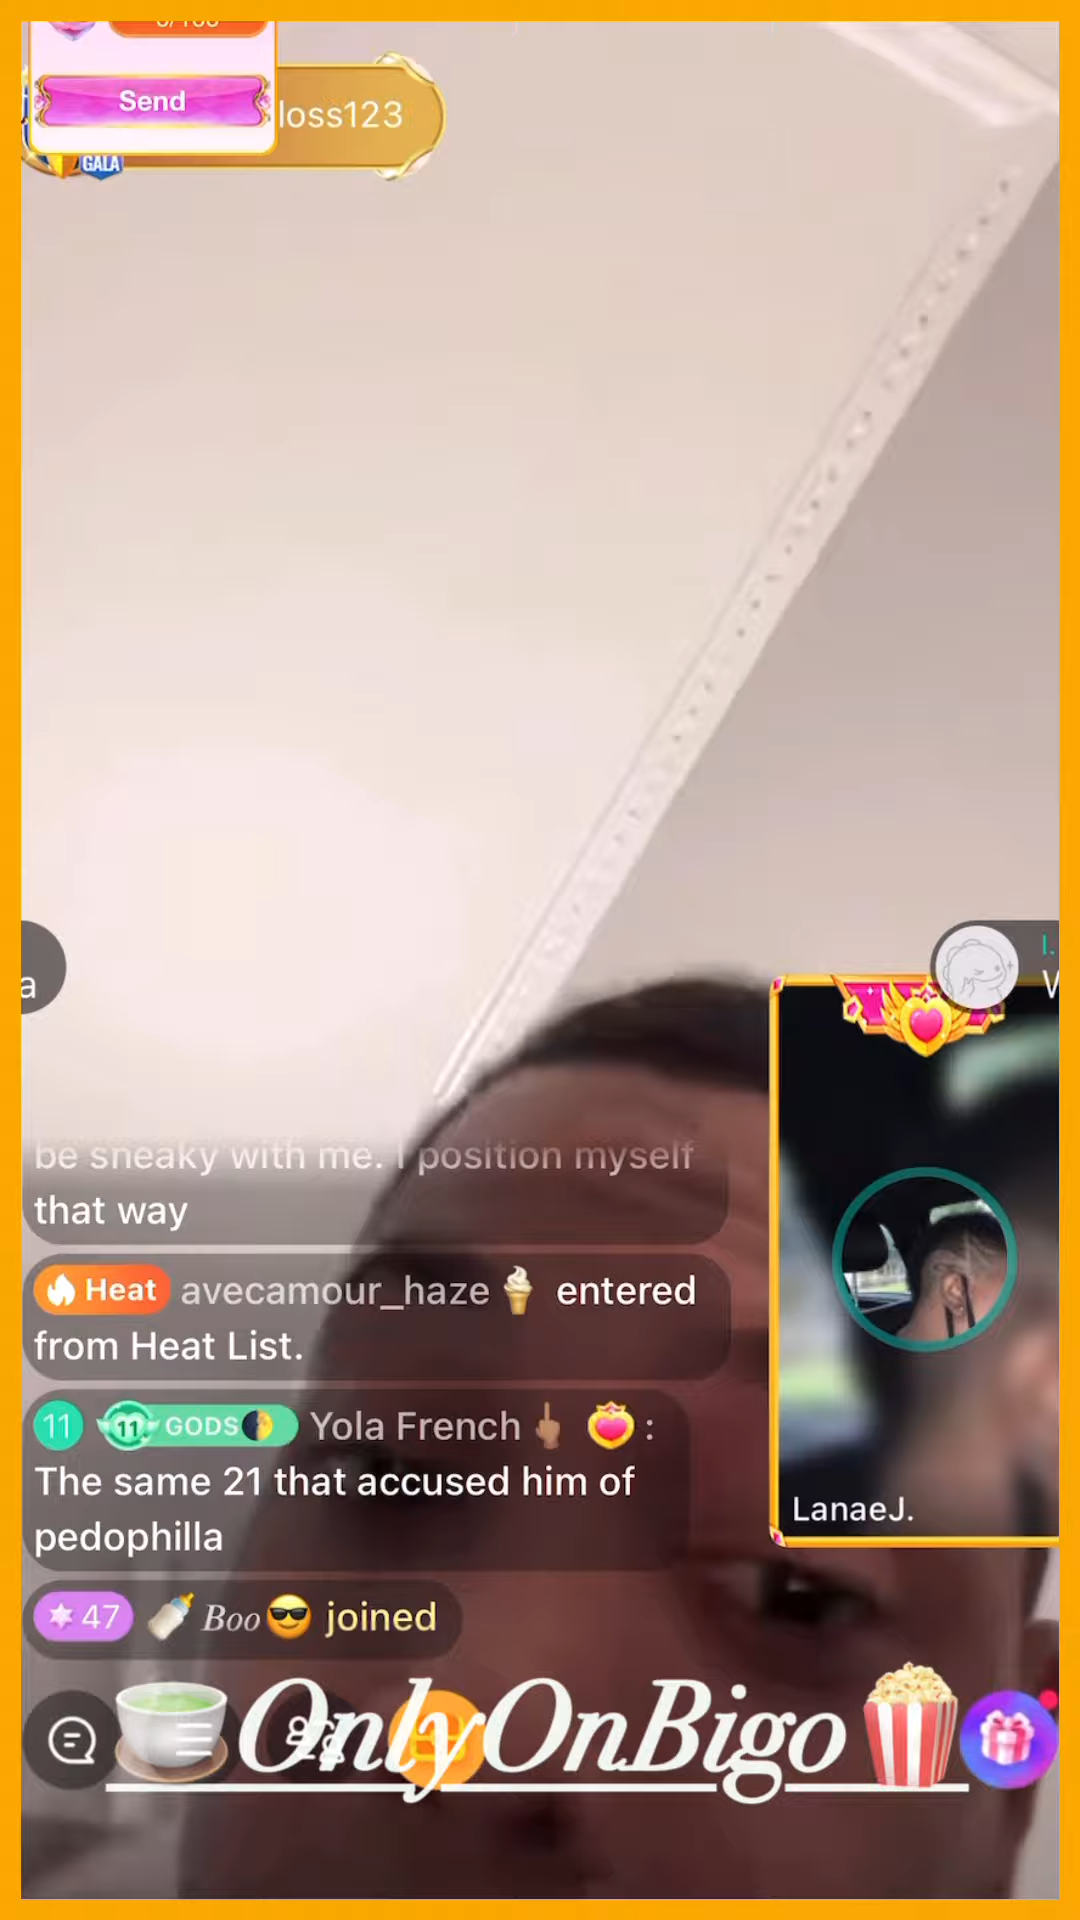 Send
loss123
GALA
a
be sneaky with me. I position myself
that way
Heat avecamour_haze🍦 entered
from Heat List.
11 11 GODS🌓 Yola French🖕🏽 💗 :
The same 21 that accused him of
pedophilla
LanaeJ.
47 🍼 Boo😎 joined
🍵OnlyOnBigo🍿